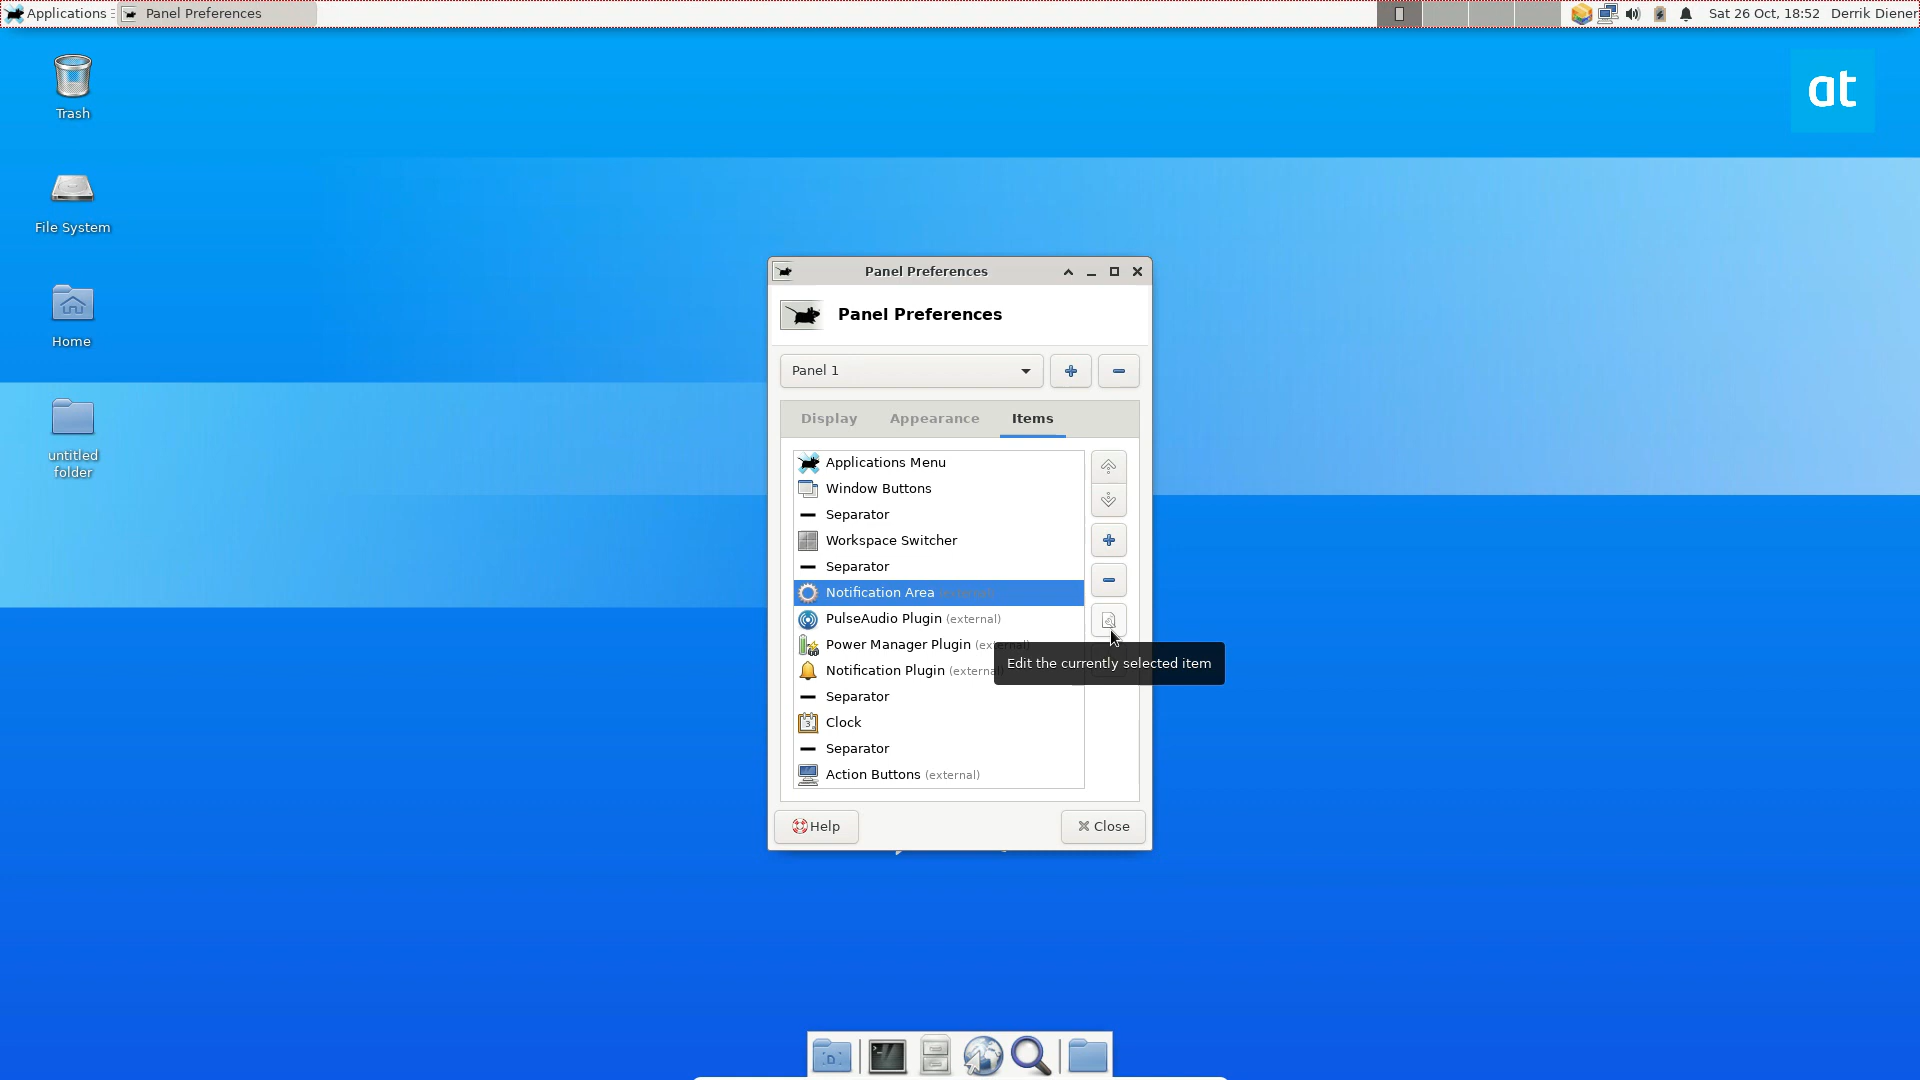 Applications
Panel Preferences
Sat 26 Oct, 18:52
Derrik Diener
Trash
at
File System
Home
untitled
folder
Panel Preferences
Panel Preferences
Panel 1
Display
Appearance
Items
Applications Menu
Window Buttons
Separator
Workspace Switcher
Separator
Notification Area (external)
PulseAudio Plugin (external)
Power Manager Plugin (external)
Notification Plugin (external)
Edit the currently selected item
Separator
Clock
Separator
Action Buttons (external)
Help
Close